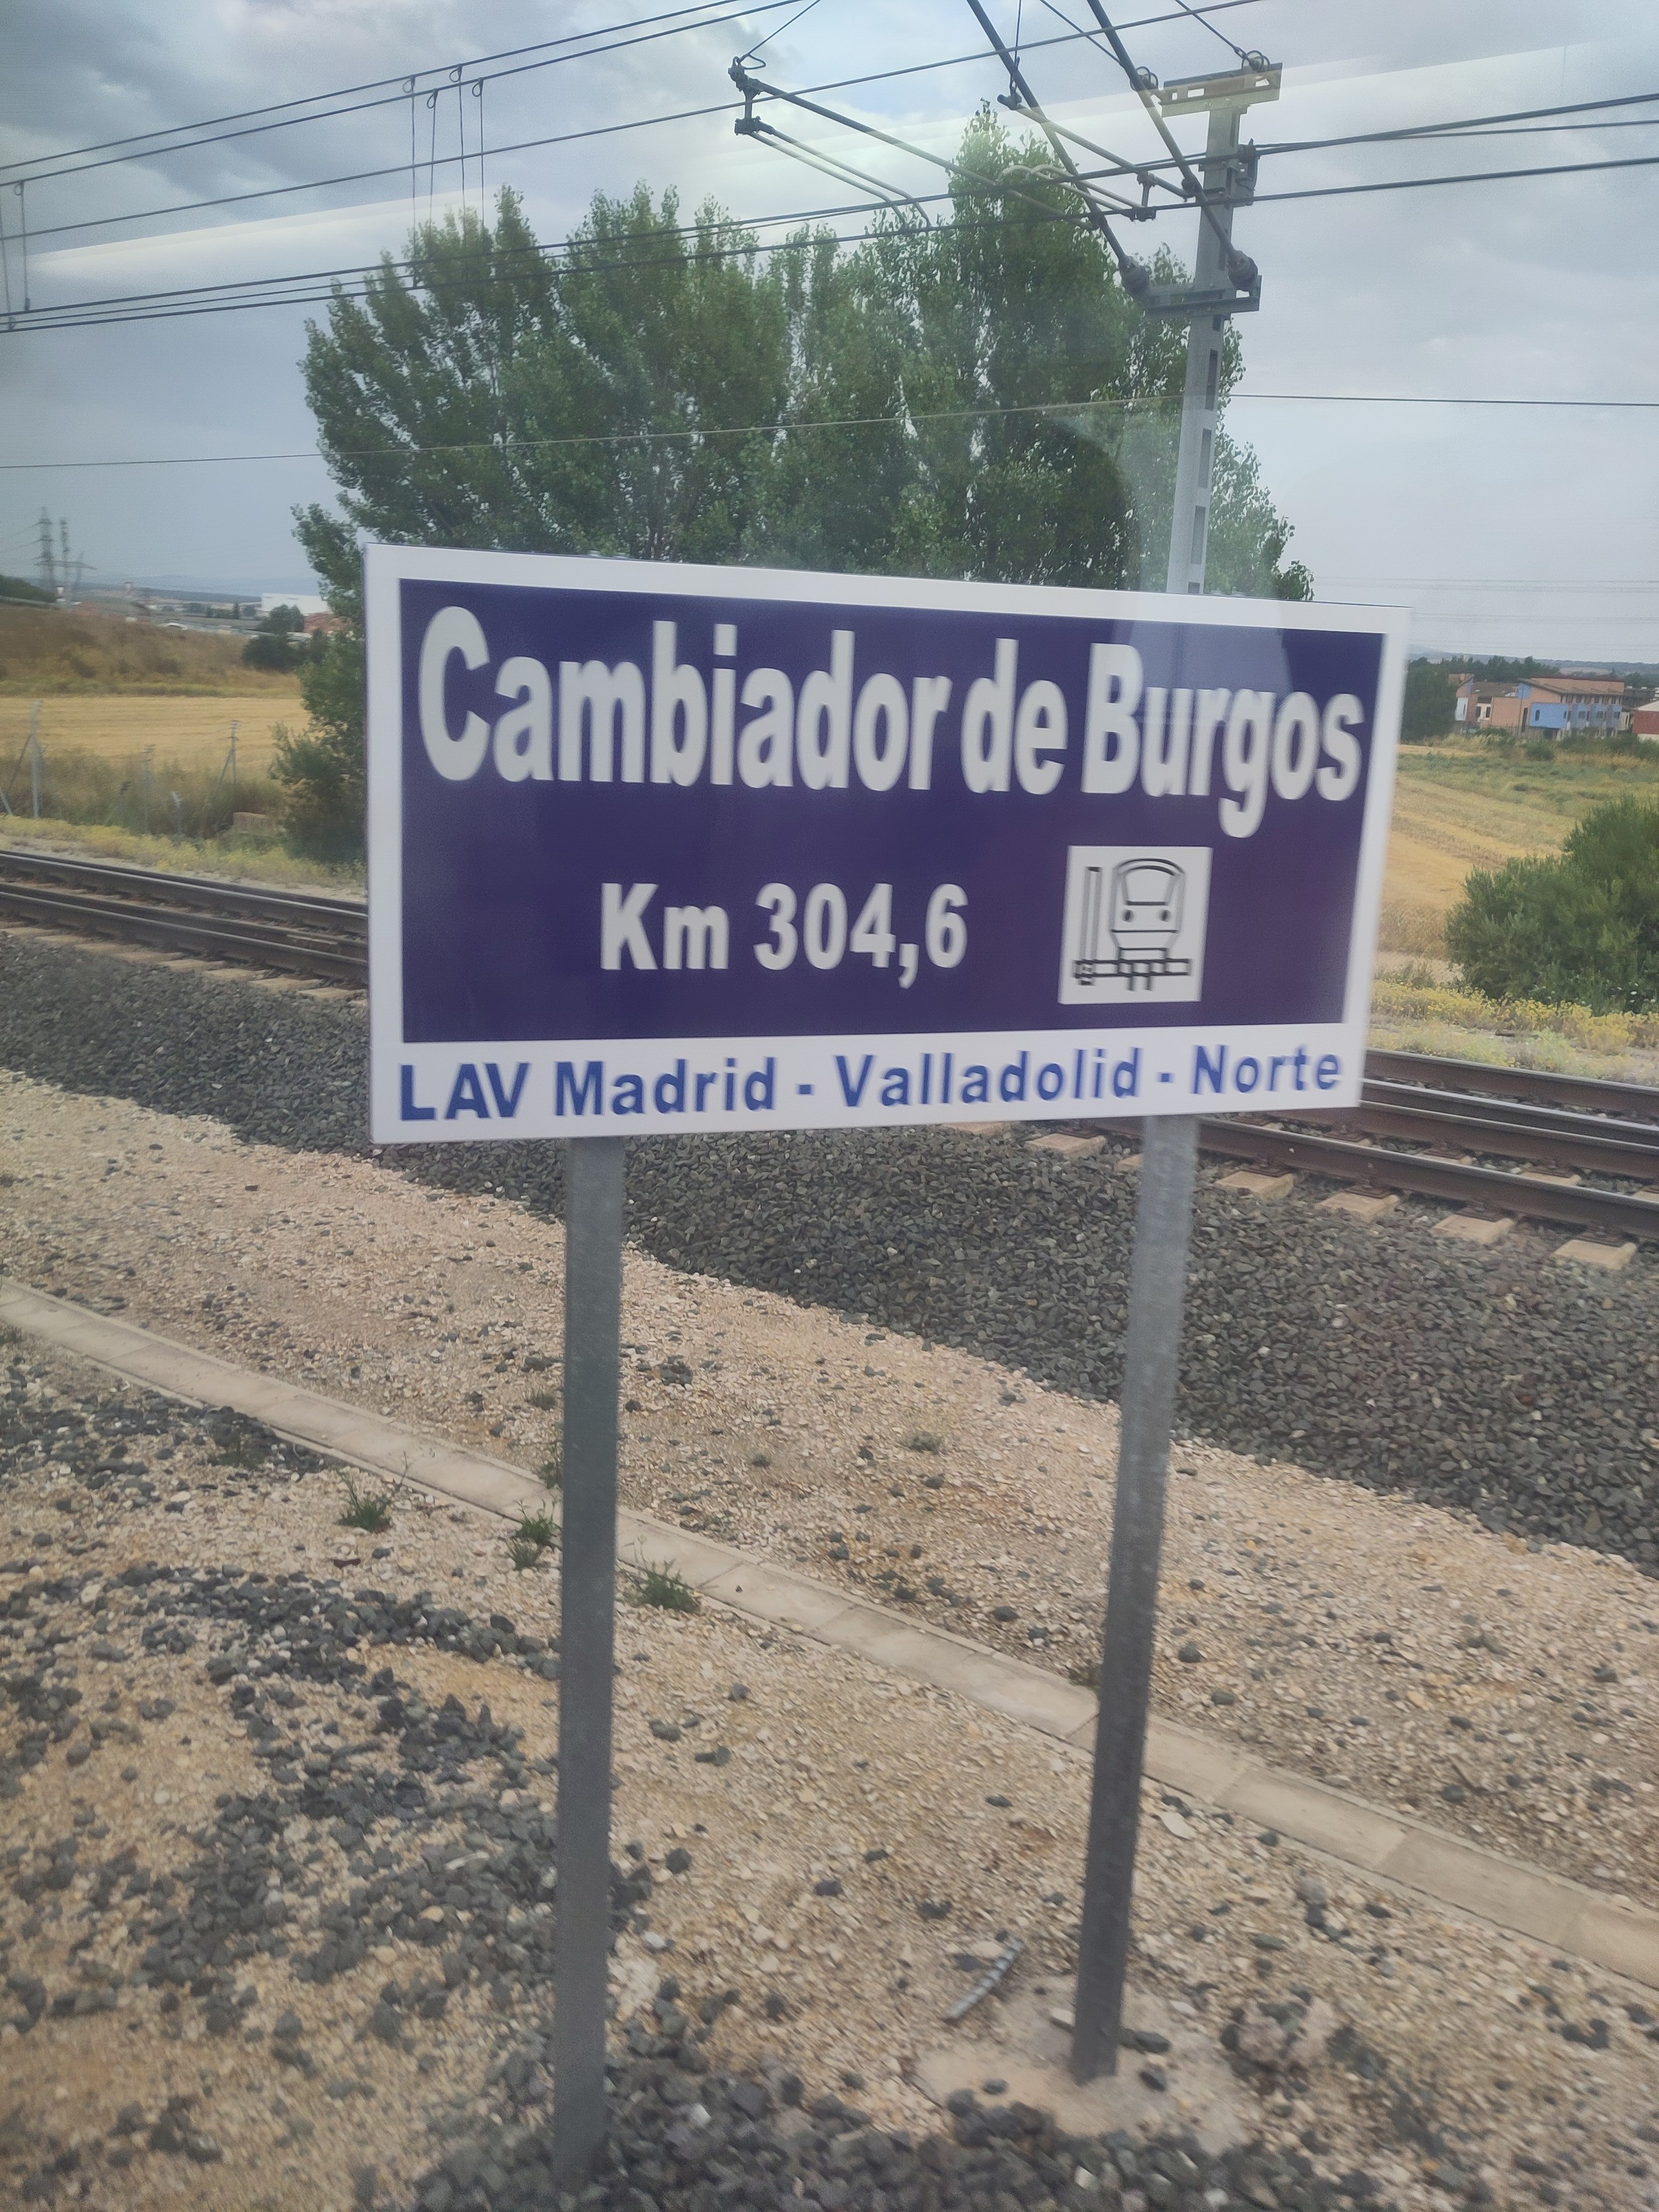 Cambiador de Burgos
Km 304,6
LAV Madrid - Valladolid - Norte